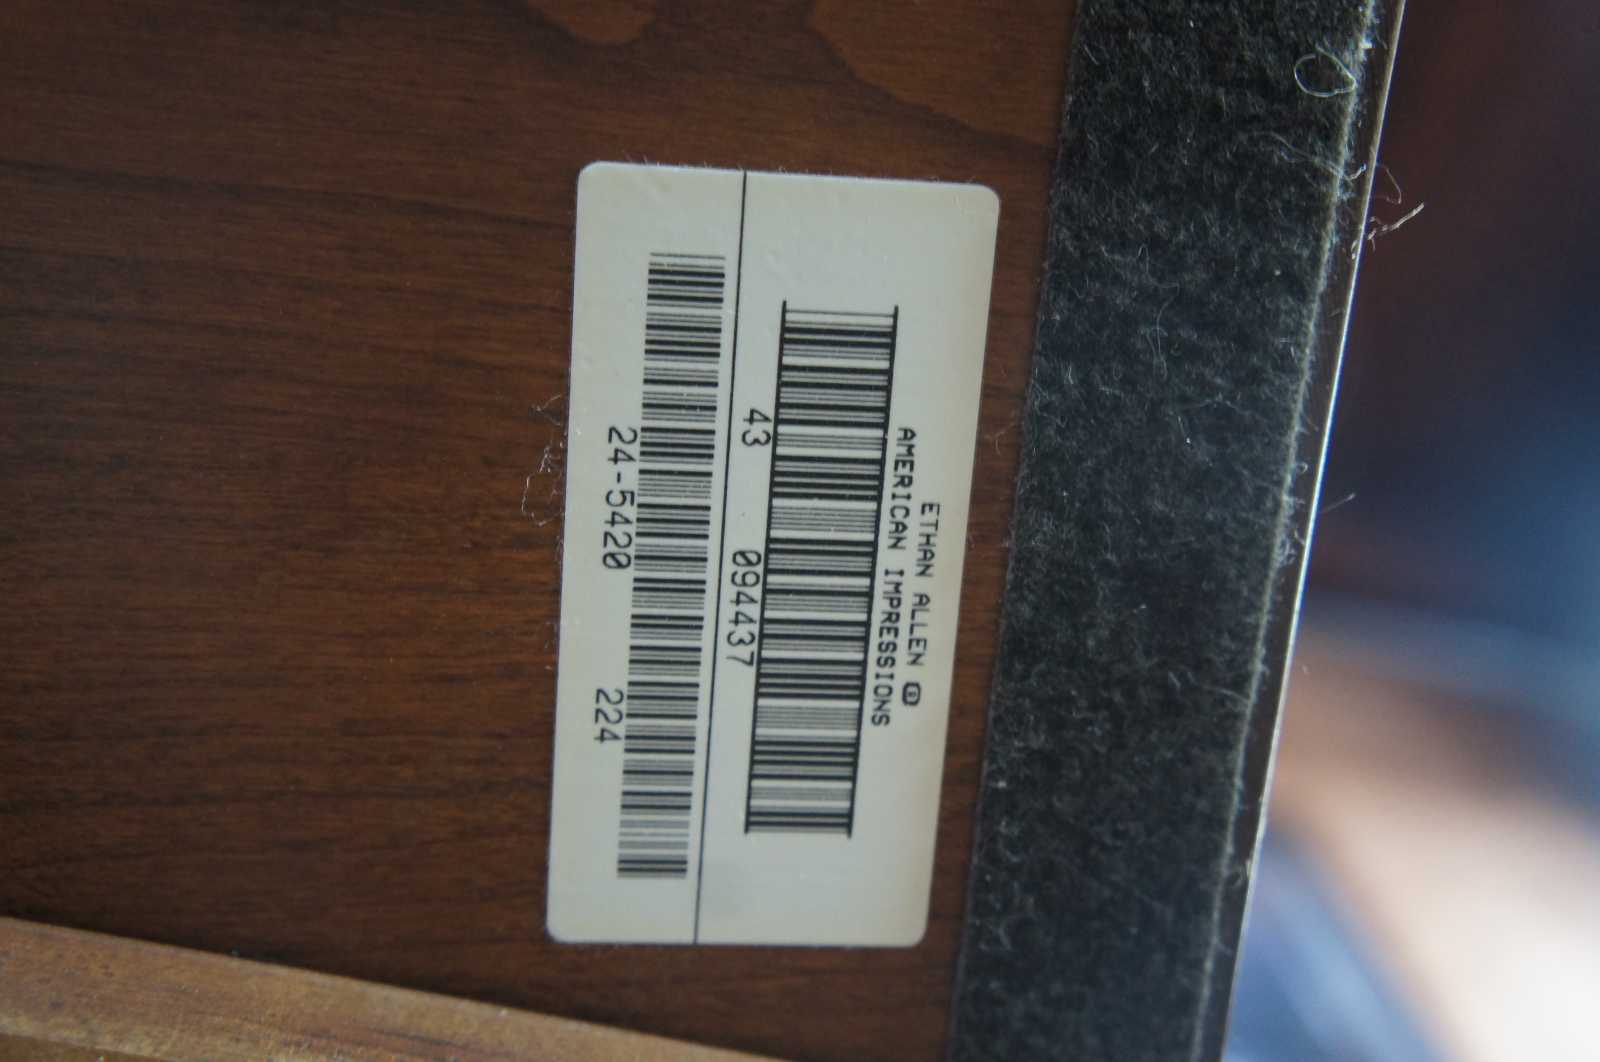 ETHAN ALLEN ®
AMERICAN IMPRESSIONS
43 094437
24-5420 224